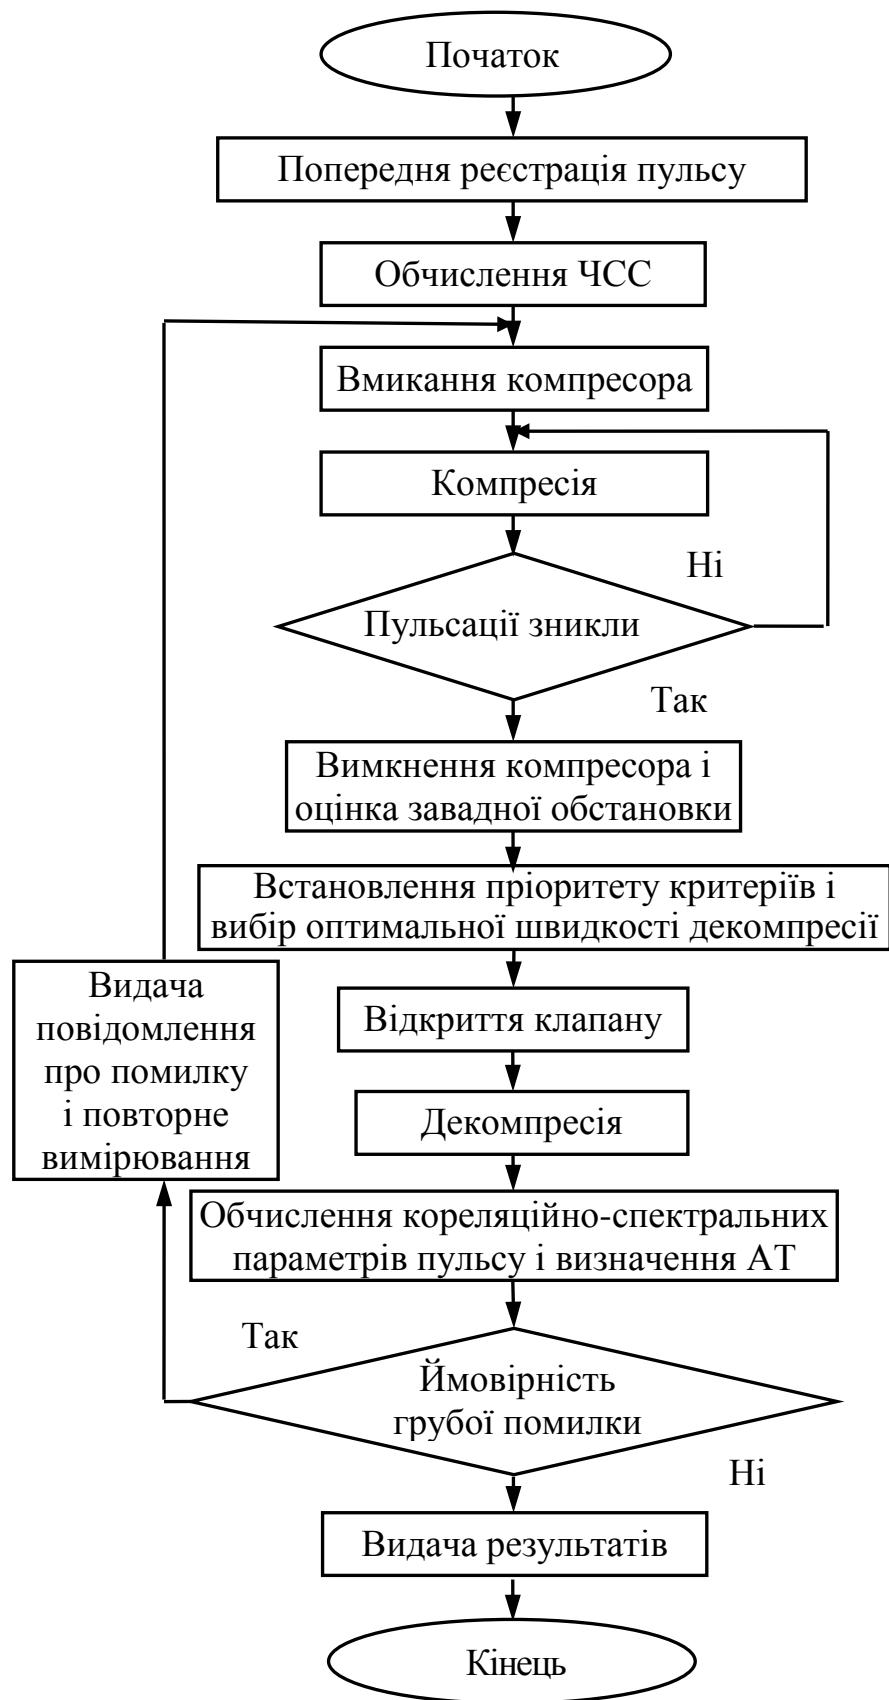 Початок
Попередня реєстрація пульсу
Обчислення ЧСС
Вмикання компресора
Компресія
Ні
Пульсації зникли
Так
Вимкнення компресора і
оцінка завадної обстановки
Встановлення пріоритету критеріїв і
вибір оптимальної швидкості декомпресії
Видача
повідомлення
про помилку
і повторне
вимірювання
Відкриття клапану
Декомпресія
Обчислення кореляційно-спектральних
параметрів пульсу і визначення АТ
Так
Ймовірність
грубої помилки
Ні
Видача результатів
Кінець